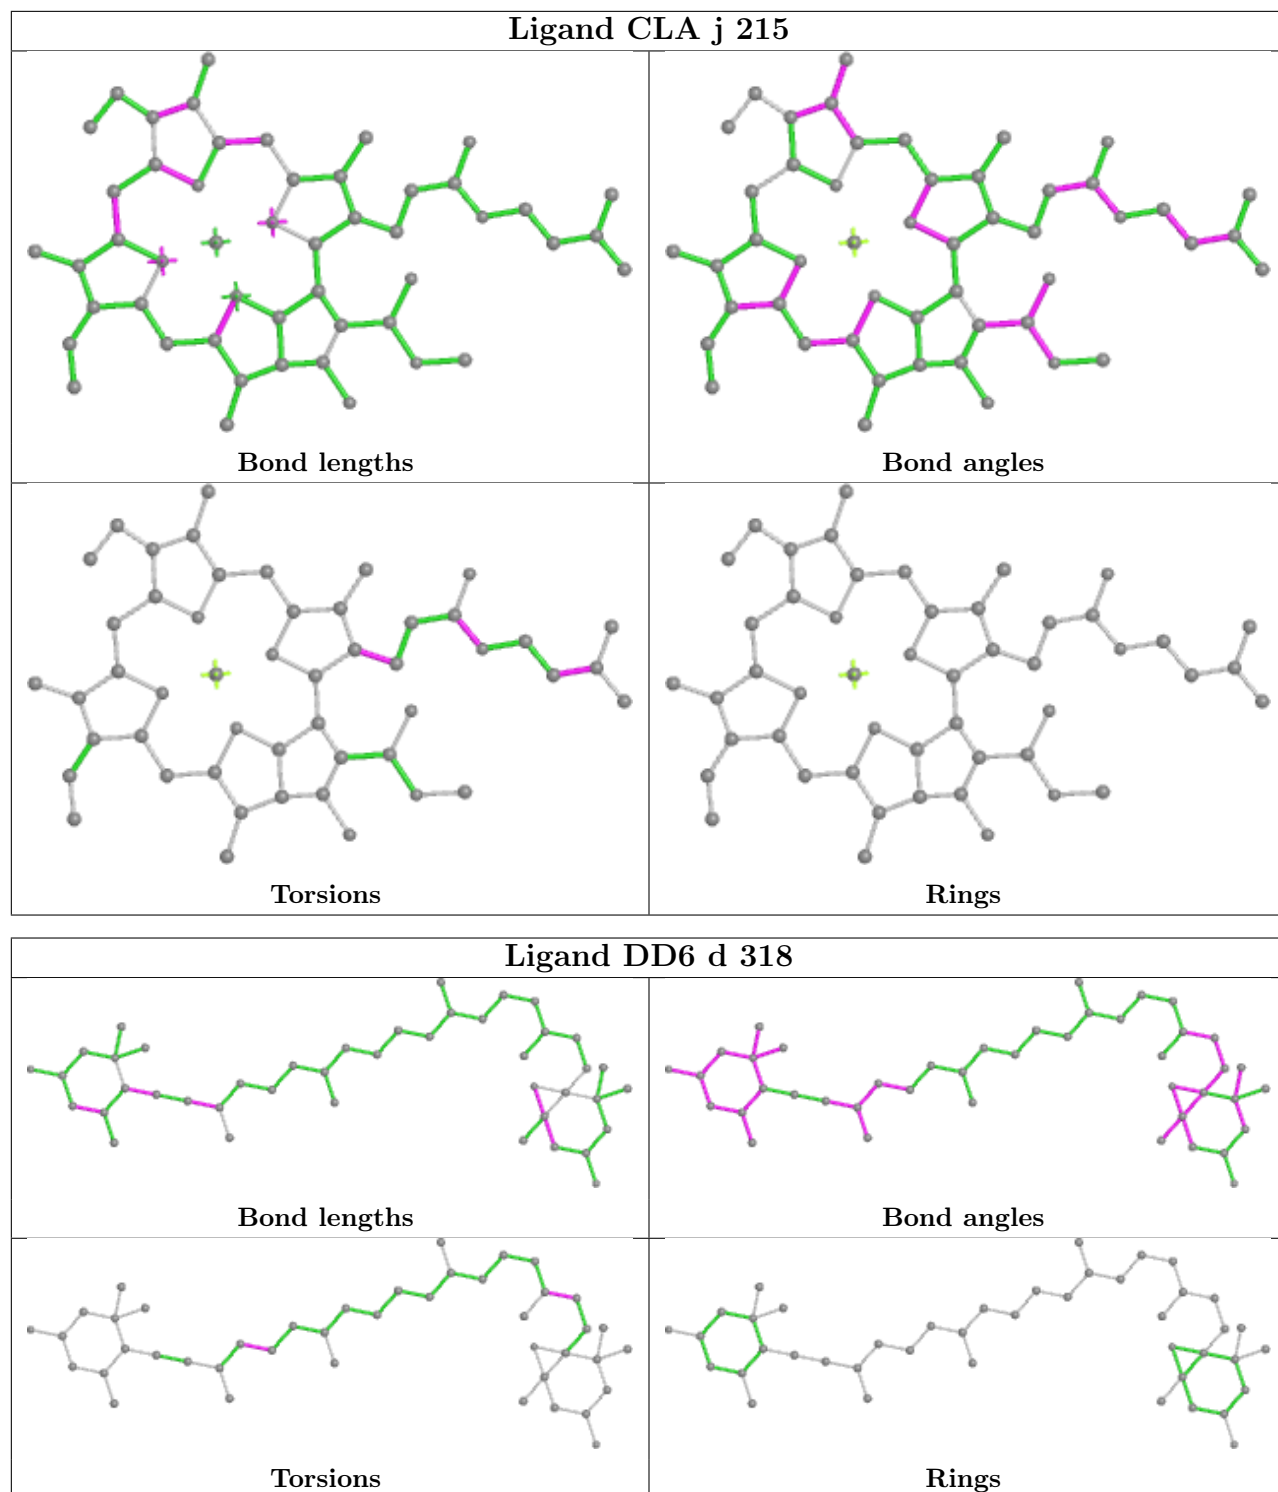 Ligand CLA j 215
Bond lengths
Bond angles
Torsions
Rings
Ligand DD6 d 318
Bond lengths
Bond angles
Torsions
Rings